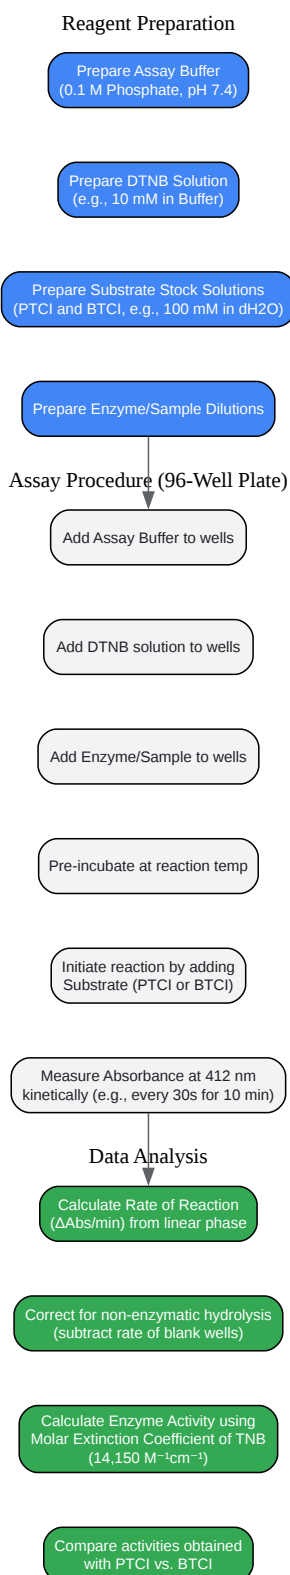 Reagent Preparation
Prepare Assay Buffer
(0.1 M Phosphate, pH 7.4)
Prepare DTNB Solution
(e.g., 10 mM in Buffer)
Prepare Substrate Stock Solutions
(PTCI and BTCI, e.g., 100 mM in dH2O)
Prepare Enzyme/Sample Dilutions
Assay Procedure (96-Well Plate)
Add Assay Buffer to wells
Add DTNB solution to wells
Add Enzyme/Sample to wells
Pre-incubate at reaction temp
Initiate reaction by adding
Substrate (PTCI or BTCI)
Measure Absorbance at 412 nm
kinetically (e.g., every 30s for 10 min)
Data Analysis
Calculate Rate of Reaction
(ΔAbs/min) from linear phase
Correct for non-enzymatic hydrolysis
(subtract rate of blank wells)
Calculate Enzyme Activity using
Molar Extinction Coefficient of TNB
(14,150 M⁻¹cm⁻¹)
Compare activities obtained
with PTCI vs. BTCI